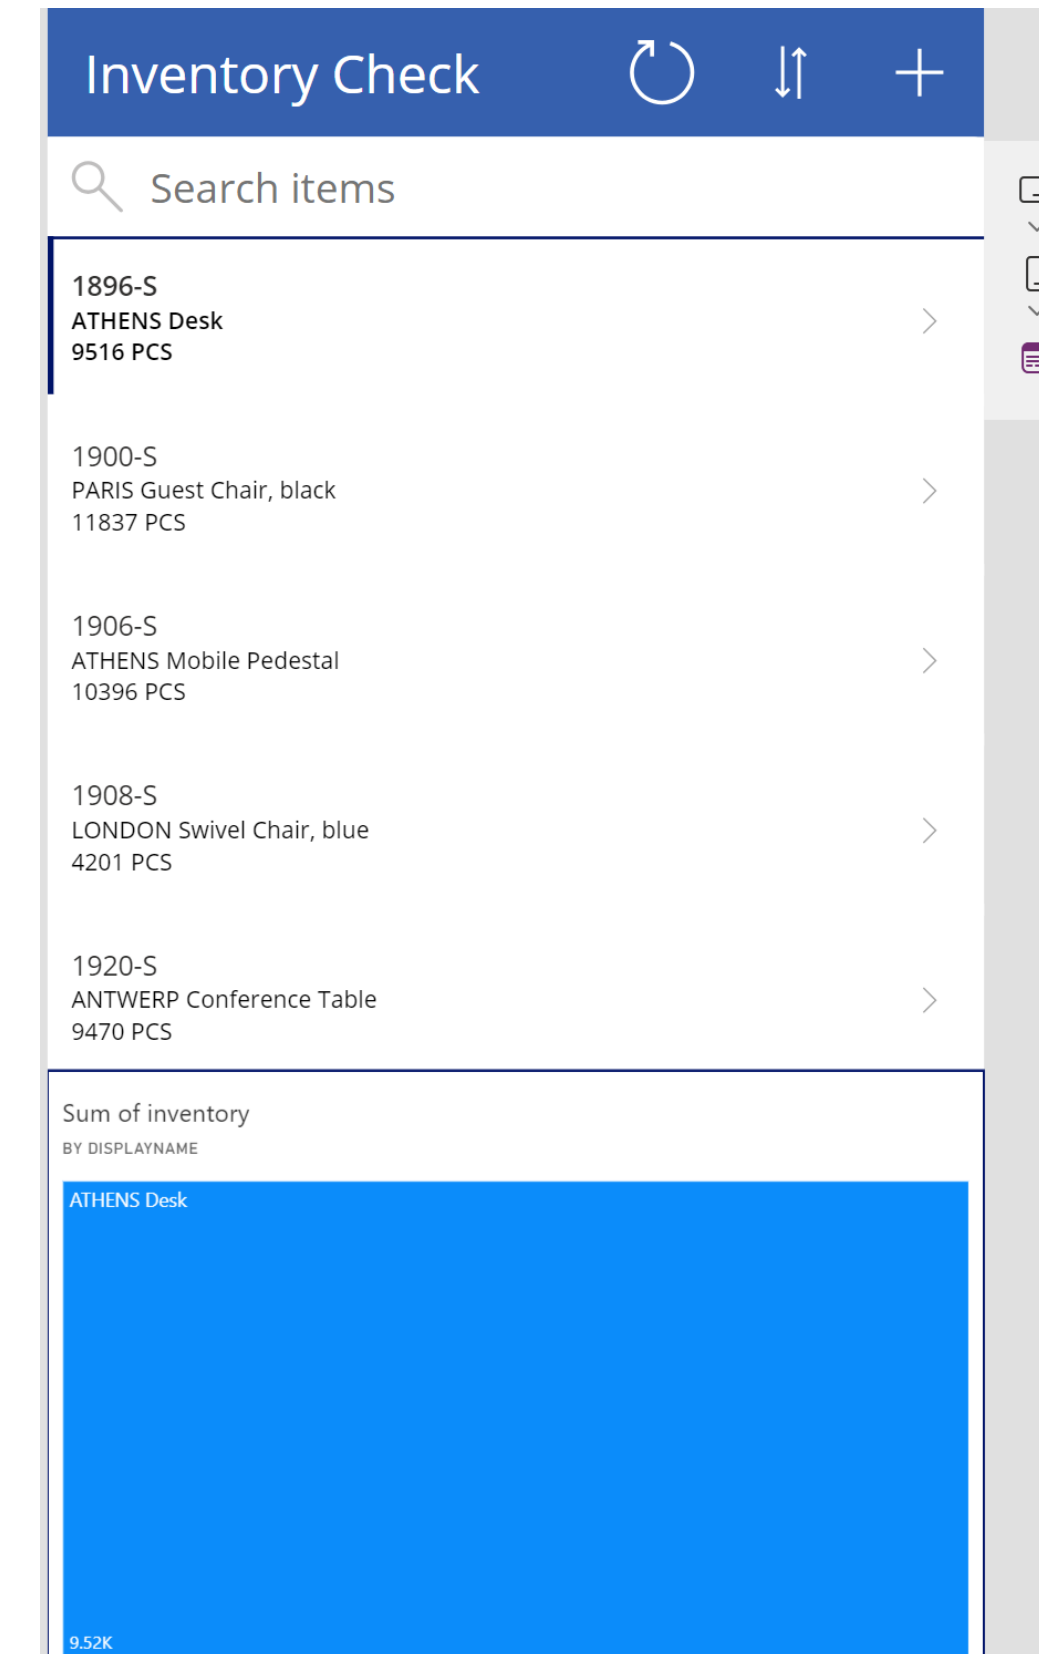 Inventory Check
Search items
1896-S
ATHENS Desk
9516 PCS
1900-S
PARIS Guest Chair, black
11837 PCS
1906-S
ATHENS Mobile Pedestal
10396 PCS
1908-S
LONDON Swivel Chair, blue
4201 PCS
1920-S
ANTWERP Conference Table
9470 PCS
Sum of inventory
BY DISPLAYNAME
ATHENS Desk
9.52K